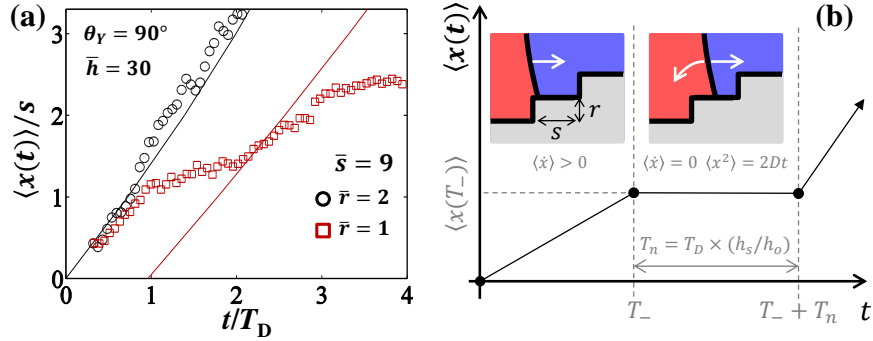 (a)
⟨x(t)⟩/s
3
2
1
0
θ_Y = 90°
h̄ = 30
s̄ = 9
r̄ = 2
r̄ = 1
0 1 2 3 4
t/T_D
(b)
⟨x(t)⟩
⟨x(T_−)⟩
s
r
⟨ẋ⟩ > 0
⟨ẋ⟩ = 0 ⟨x²⟩ = 2Dt
T_n = T_D × (h_s/h_o)
T_−
T_− + T_n
t